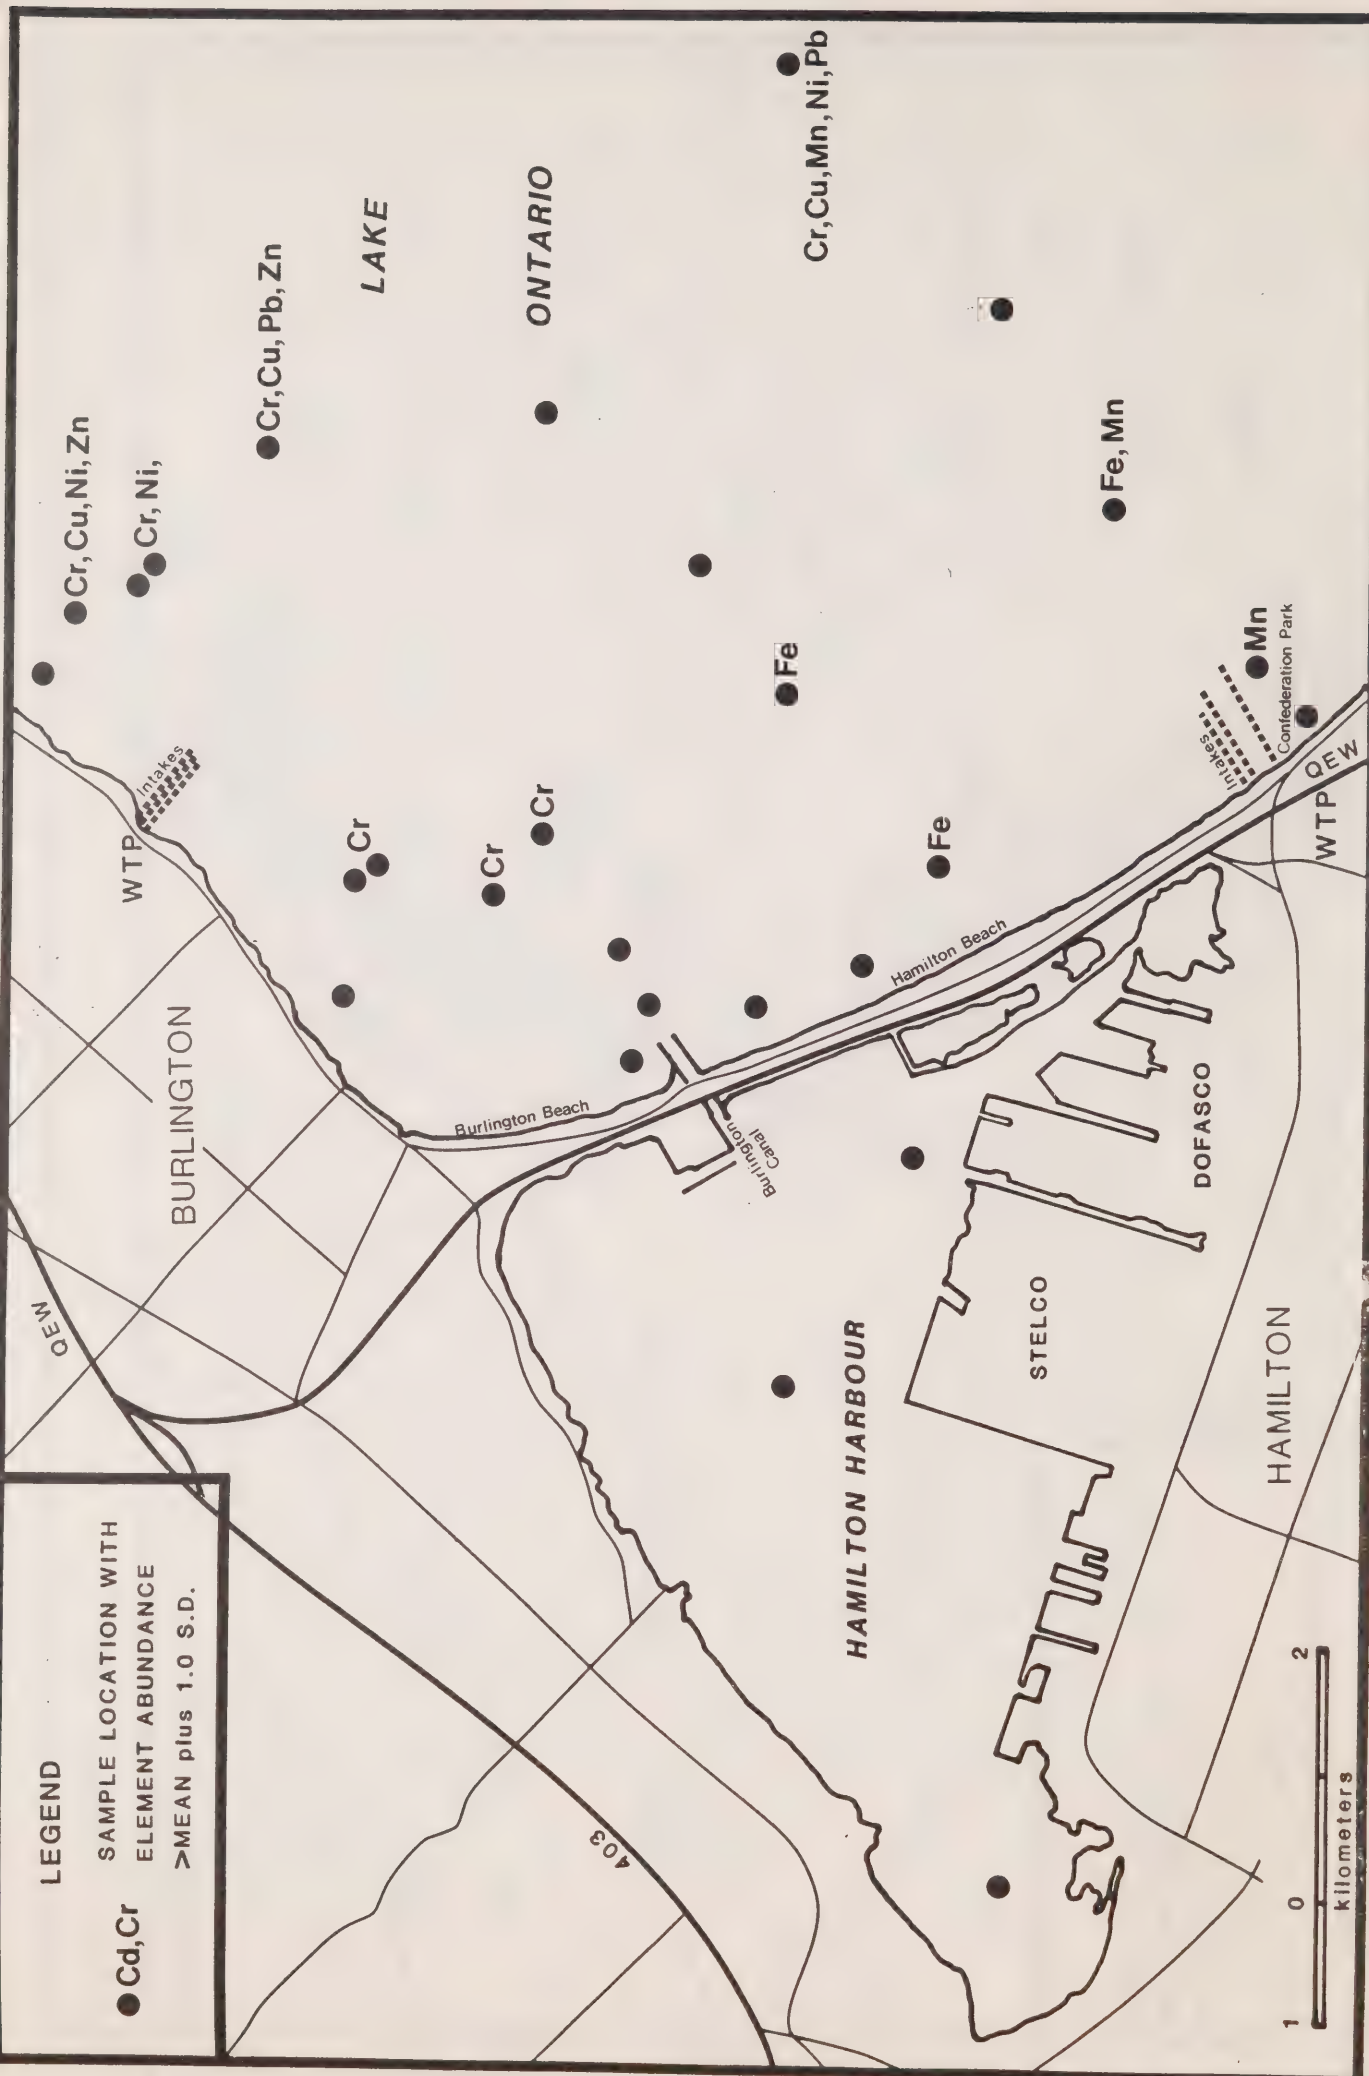 LEGEND
Cd,Cr
SAMPLE LOCATION WITH
ELEMENT ABUNDANCE
>MEAN plus 1.0 S.D.
QEW
BURLINGTON
WTP
Intakes
Cr,Cu,Ni,Zn
Cr,Ni,
Cr,Cu,Pb,Zn
LAKE
ONTARIO
Cr
Cr
Cr
Burlington Beach
Burlington
Canal
403
HAMILTON HARBOUR
Hamilton Beach
Fe
Fe
Cr,Cu,Mn,Ni,Pb
Fe,Mn
STELCO
DOFASCO
Intakes
Mn
Confederation Park
QEW
WTP
HAMILTON
1 0 2
kilometers